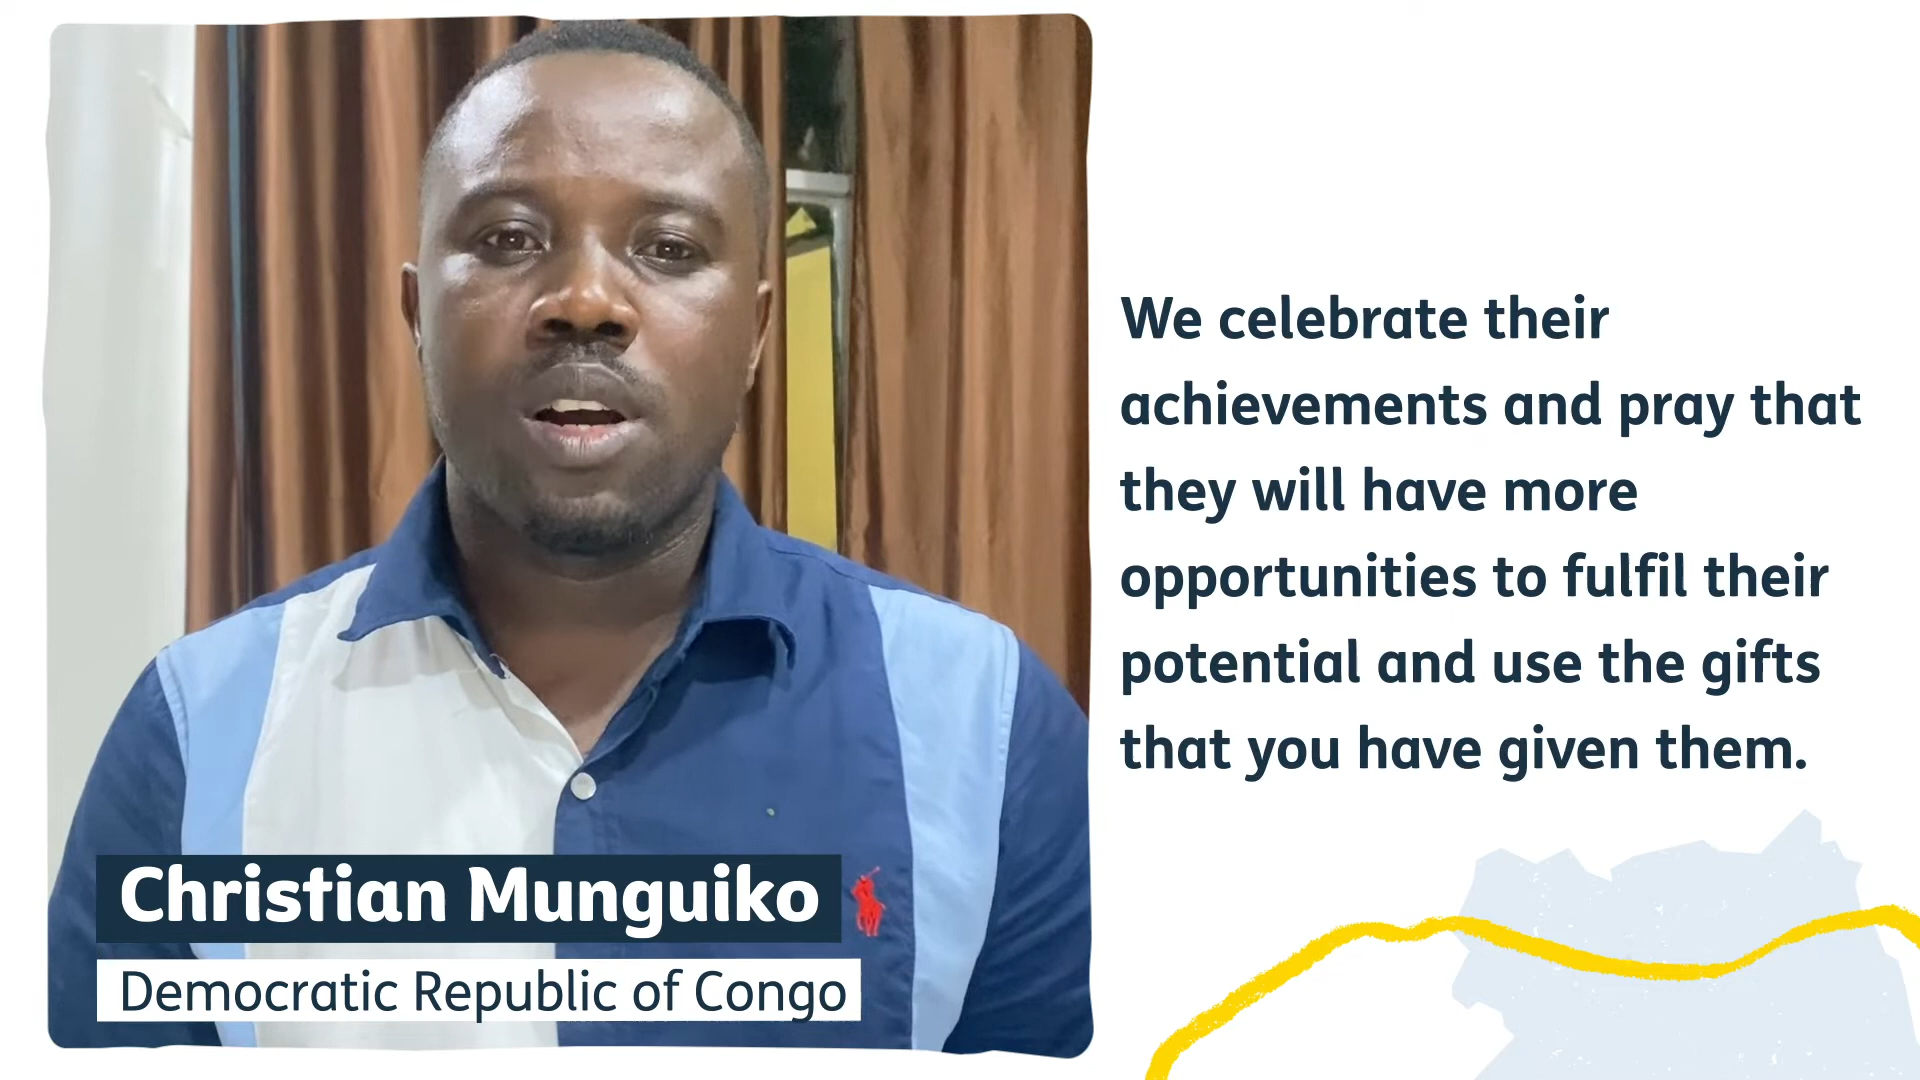 We celebrate their
achievements and pray that
they will have more
opportunities to fulfil their
potential and use the gifts
that you have given them.
Christian Munguiko
Democratic Republic of Congo